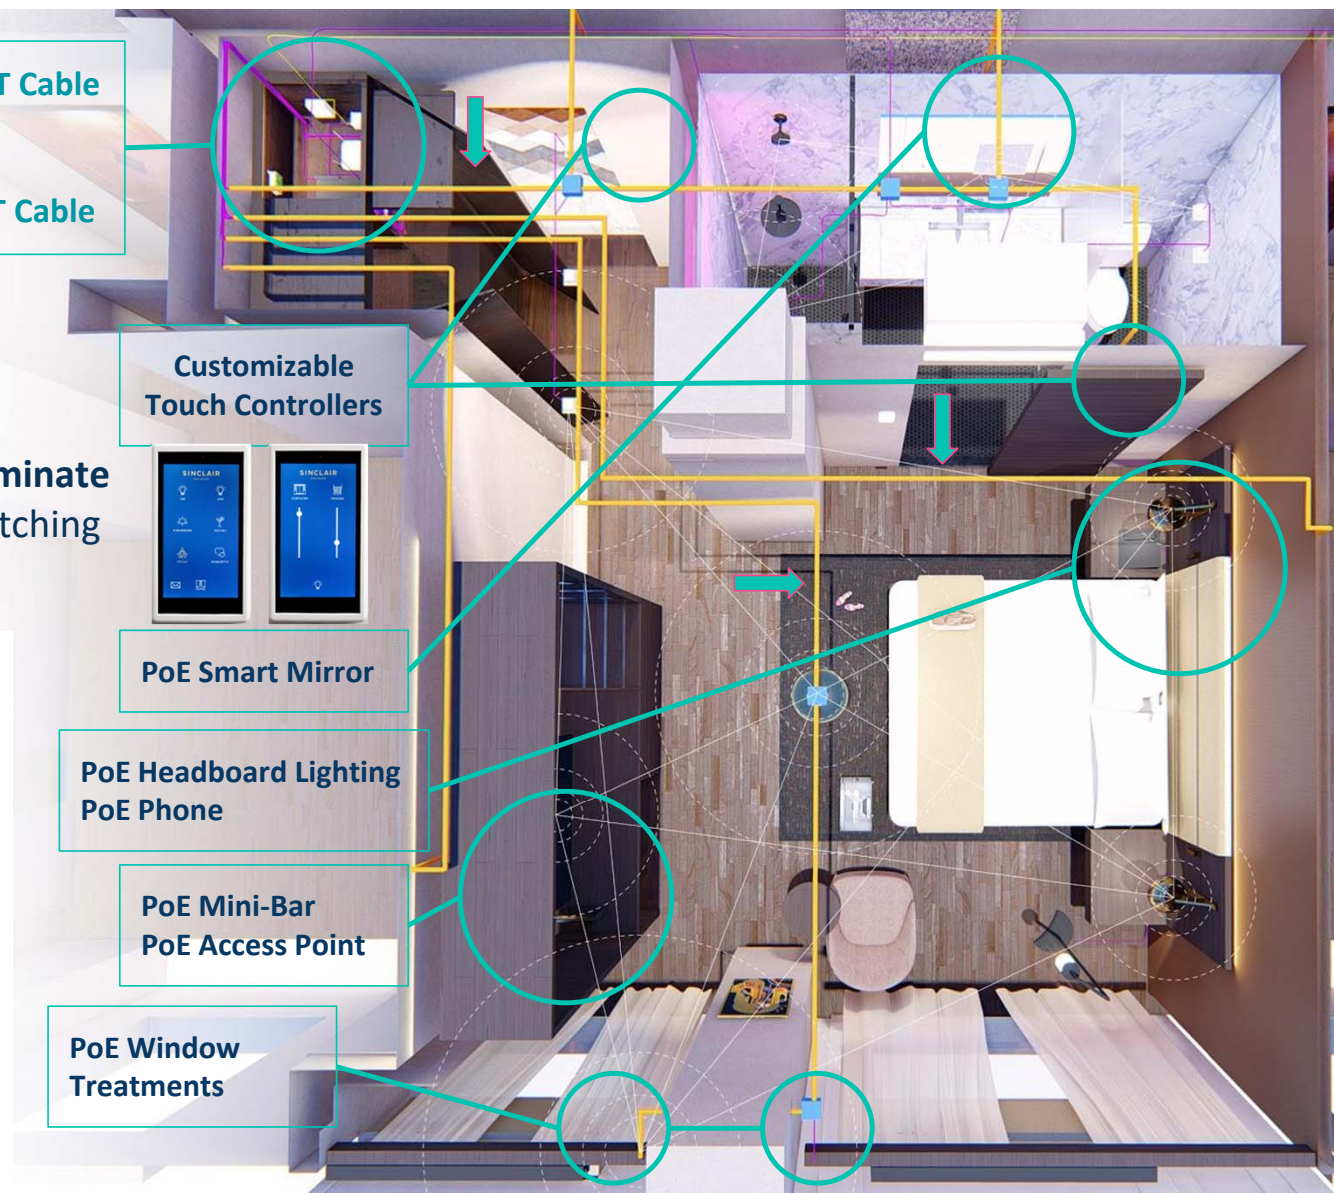 T Cable
T Cable
Customizable
Touch Controllers
minate
tching
SINCLAIR
SINCLAIR
PoE Smart Mirror
PoE Headboard Lighting
PoE Phone
PoE Mini-Bar
PoE Access Point
PoE Window
Treatments